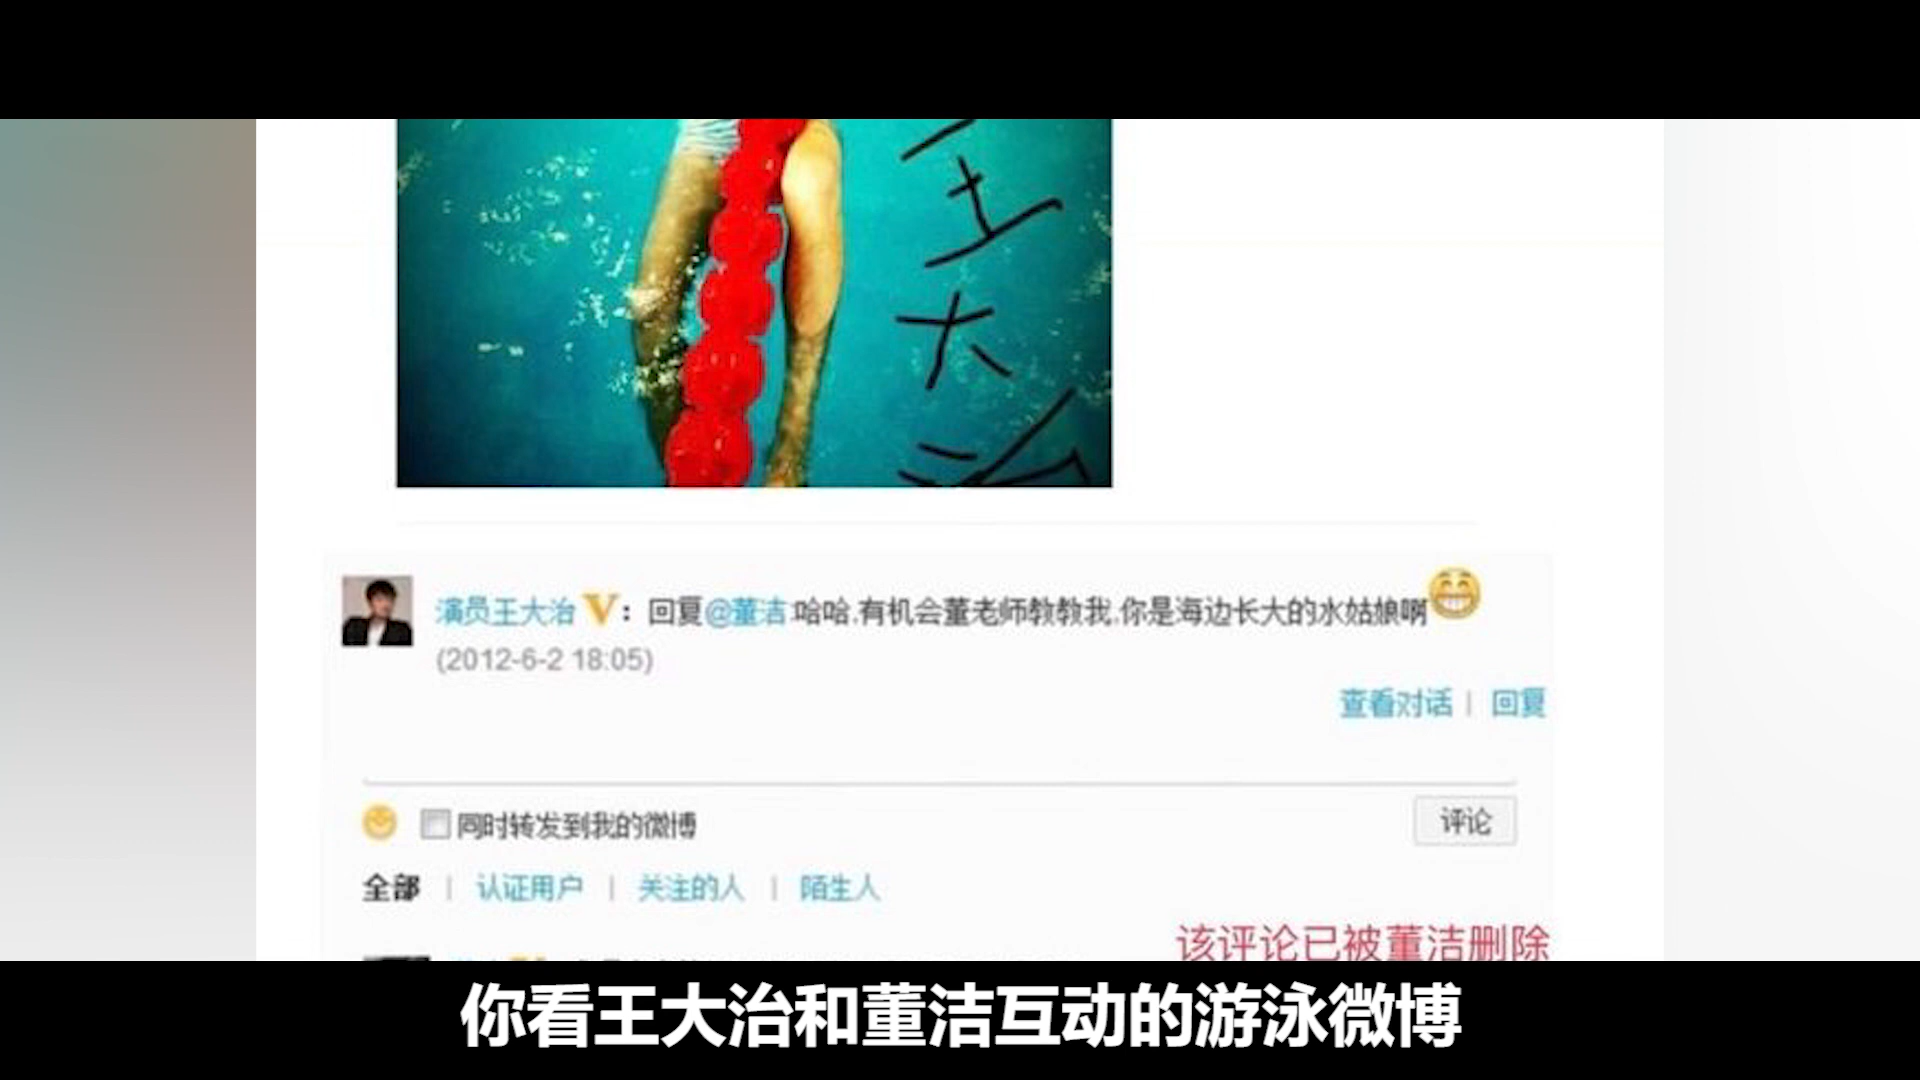 王大治
演员王大治 V：回复@董洁:哈哈,有机会董老师教教我,你是海边长大的水姑娘啊
(2012-6-2 18:05)
查看对话 | 回复
同时转发到我的微博
评论
全部 | 认证用户 | 关注的人 | 陌生人
该评论已被董洁删除
你看王大治和董洁互动的游泳微博